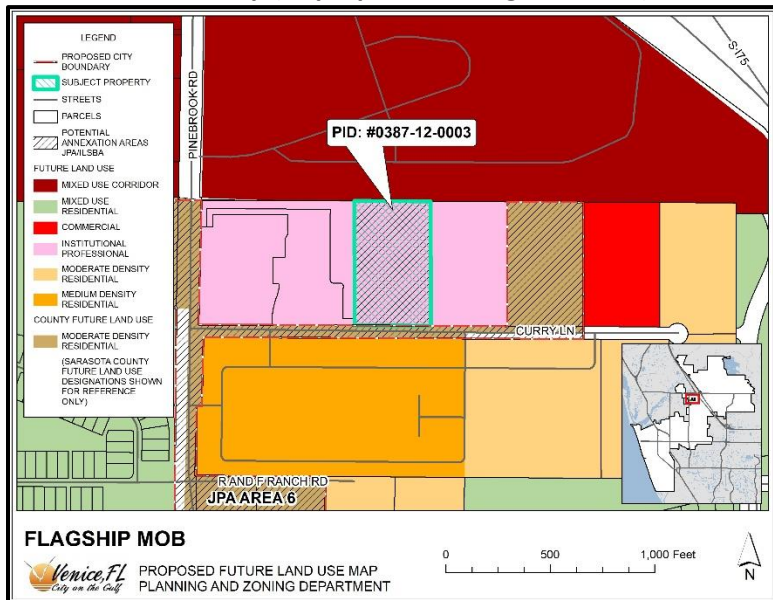 LEGEND
PROPOSED CITY
BOUNDARY
SUBJECT PROPERTY
STREETS
PARCELS
POTENTIAL
ANNEXATION AREAS
JPA/ILSBA
FUTURE LAND USE
MIXED USE CORRIDOR
MIXED USE
RESIDENTIAL
COMMERCIAL
INSTITUTIONAL
PROFESSIONAL
MODERATE DENSITY
RESIDENTIAL
MEDIUM DENSITY
RESIDENTIAL
COUNTY FUTURE LAND USE
MODERATE DENSITY
RESIDENTIAL
(SARASOTA COUNTY
FUTURE LAND USE
DESIGNATIONS SHOWN
FOR REFERENCE
ONLY)
PINEBROOK RD
S I75
PID: #0387-12-0003
CURRY LN
R AND F RANCH RD
JPA AREA 6
FLAGSHIP MOB
Venice, FL
City on the Gulf
PROPOSED FUTURE LAND USE MAP
PLANNING AND ZONING DEPARTMENT
0 500 1,000 Feet
N